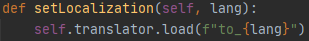 def setLocalization(self, lang):
    self.translator.load(f"to_{lang}")